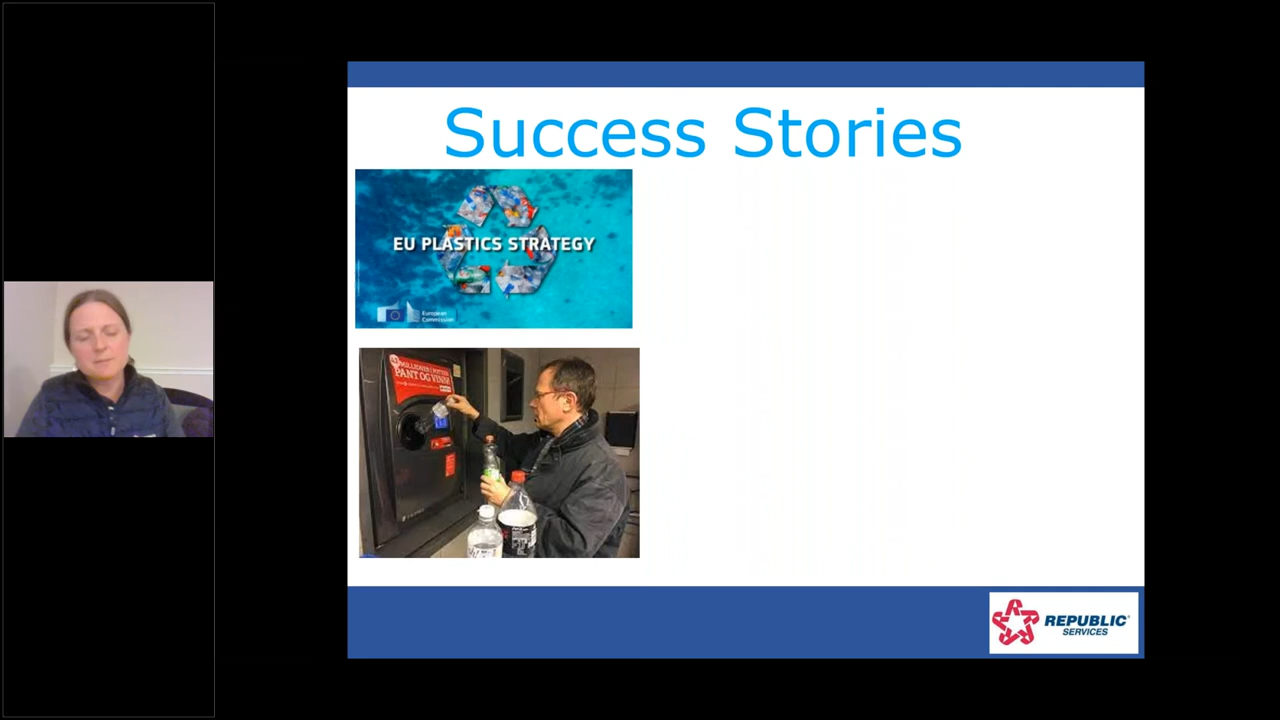 Success Stories
EU PLASTICS STRATEGY
European
Commission
PANT OG VINN!
REPUBLIC
SERVICES